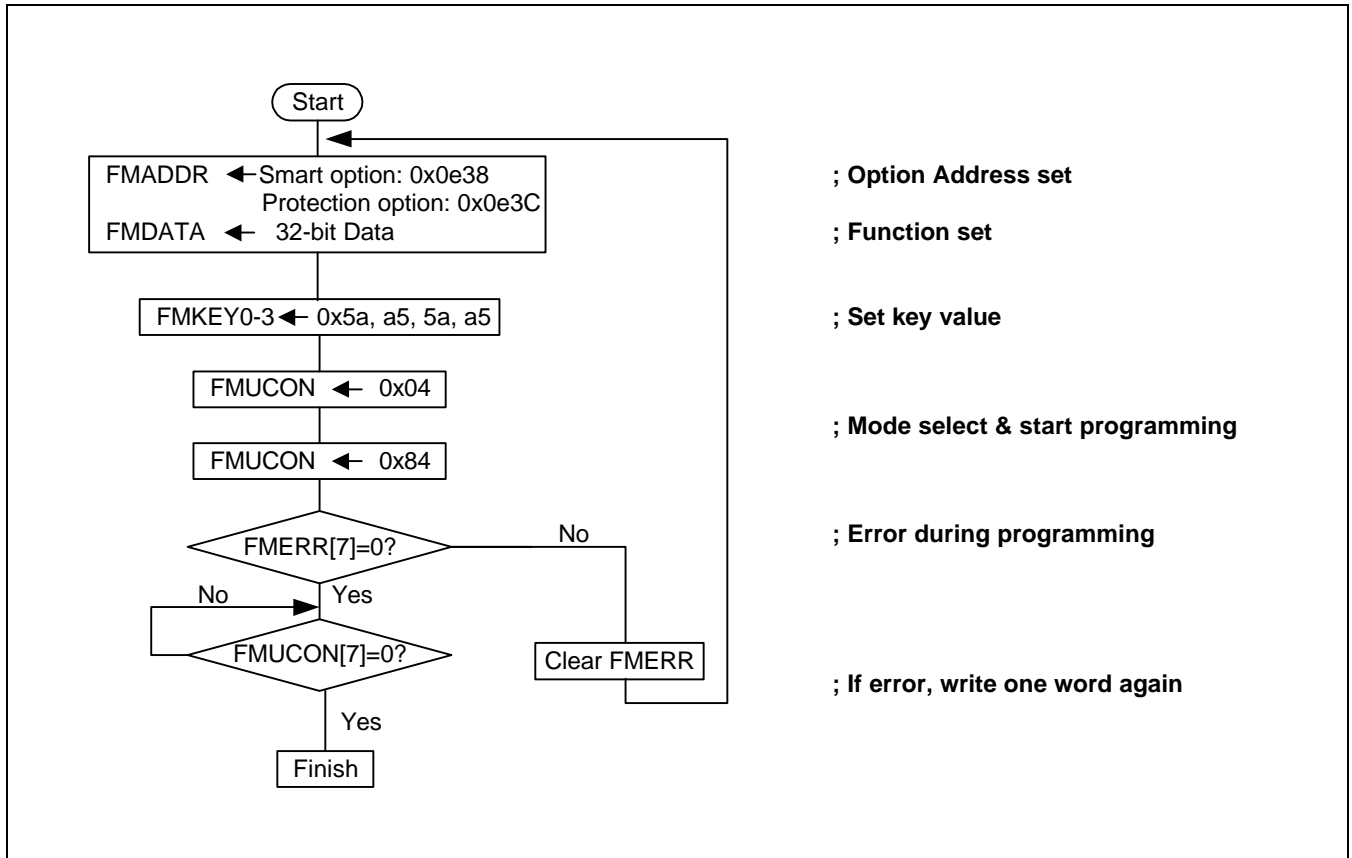 Start
FMADDR ← Smart option: 0x0e38
Protection option: 0x0e3C
FMDATA ← 32-bit Data
; Option Address set
; Function set
FMKEY0-3 ← 0x5a, a5, 5a, a5
; Set key value
FMUCON ← 0x04
; Mode select & start programming
FMUCON ← 0x84
FMERR[7]=0?
No
; Error during programming
Yes
No
FMUCON[7]=0?
Clear FMERR
; If error, write one word again
Yes
Finish